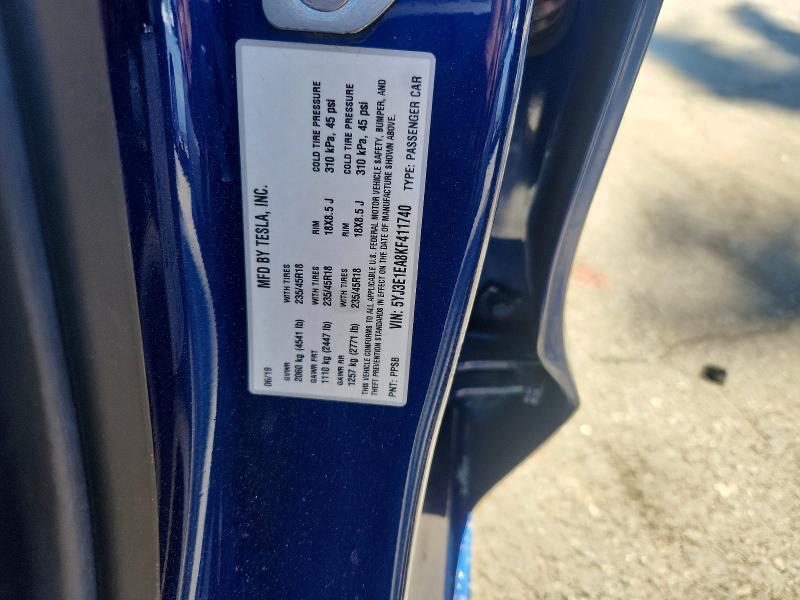 06/19 MFD BY TESLA, INC.
GVWR WITH TIRES RIM COLD TIRE PRESSURE
2060 kg (4541 lb) 235/45R18 18X8.5 J 310 kPa, 45 psi
GAWR FRT WITH TIRES RIM COLD TIRE PRESSURE
1110 kg (2447 lb) 235/45R18 18X8.5 J 310 kPa, 45 psi
GAWR RR WITH TIRES
1257 kg (2771 lb) 235/45R18
THIS VEHICLE CONFORMS TO ALL APPLICABLE U.S. FEDERAL MOTOR VEHICLE SAFETY, BUMPER, AND
THEFT PREVENTION STANDARDS IN EFFECT ON THE DATE OF MANUFACTURE SHOWN ABOVE.
PNT: PPSB VIN: 5YJ3E1EA8KF411740 TYPE: PASSENGER CAR